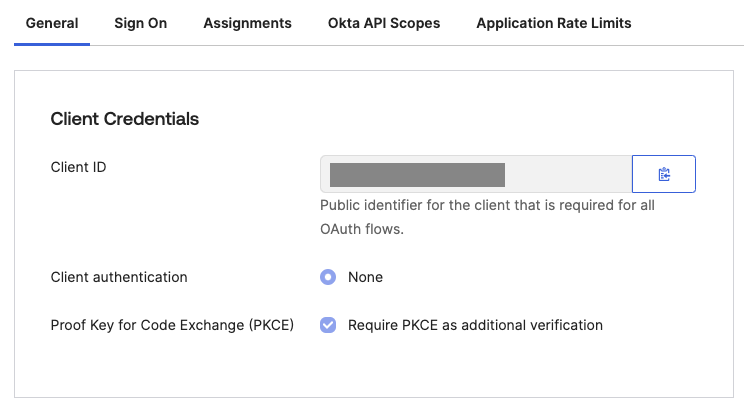 General
Sign On
Assignments
Okta API Scopes
Application Rate Limits
Client Credentials
Client ID
Public identifier for the client that is required for all
OAuth flows.
Client authentication
None
Proof Key for Code Exchange (PKCE)
Require PKCE as additional verification